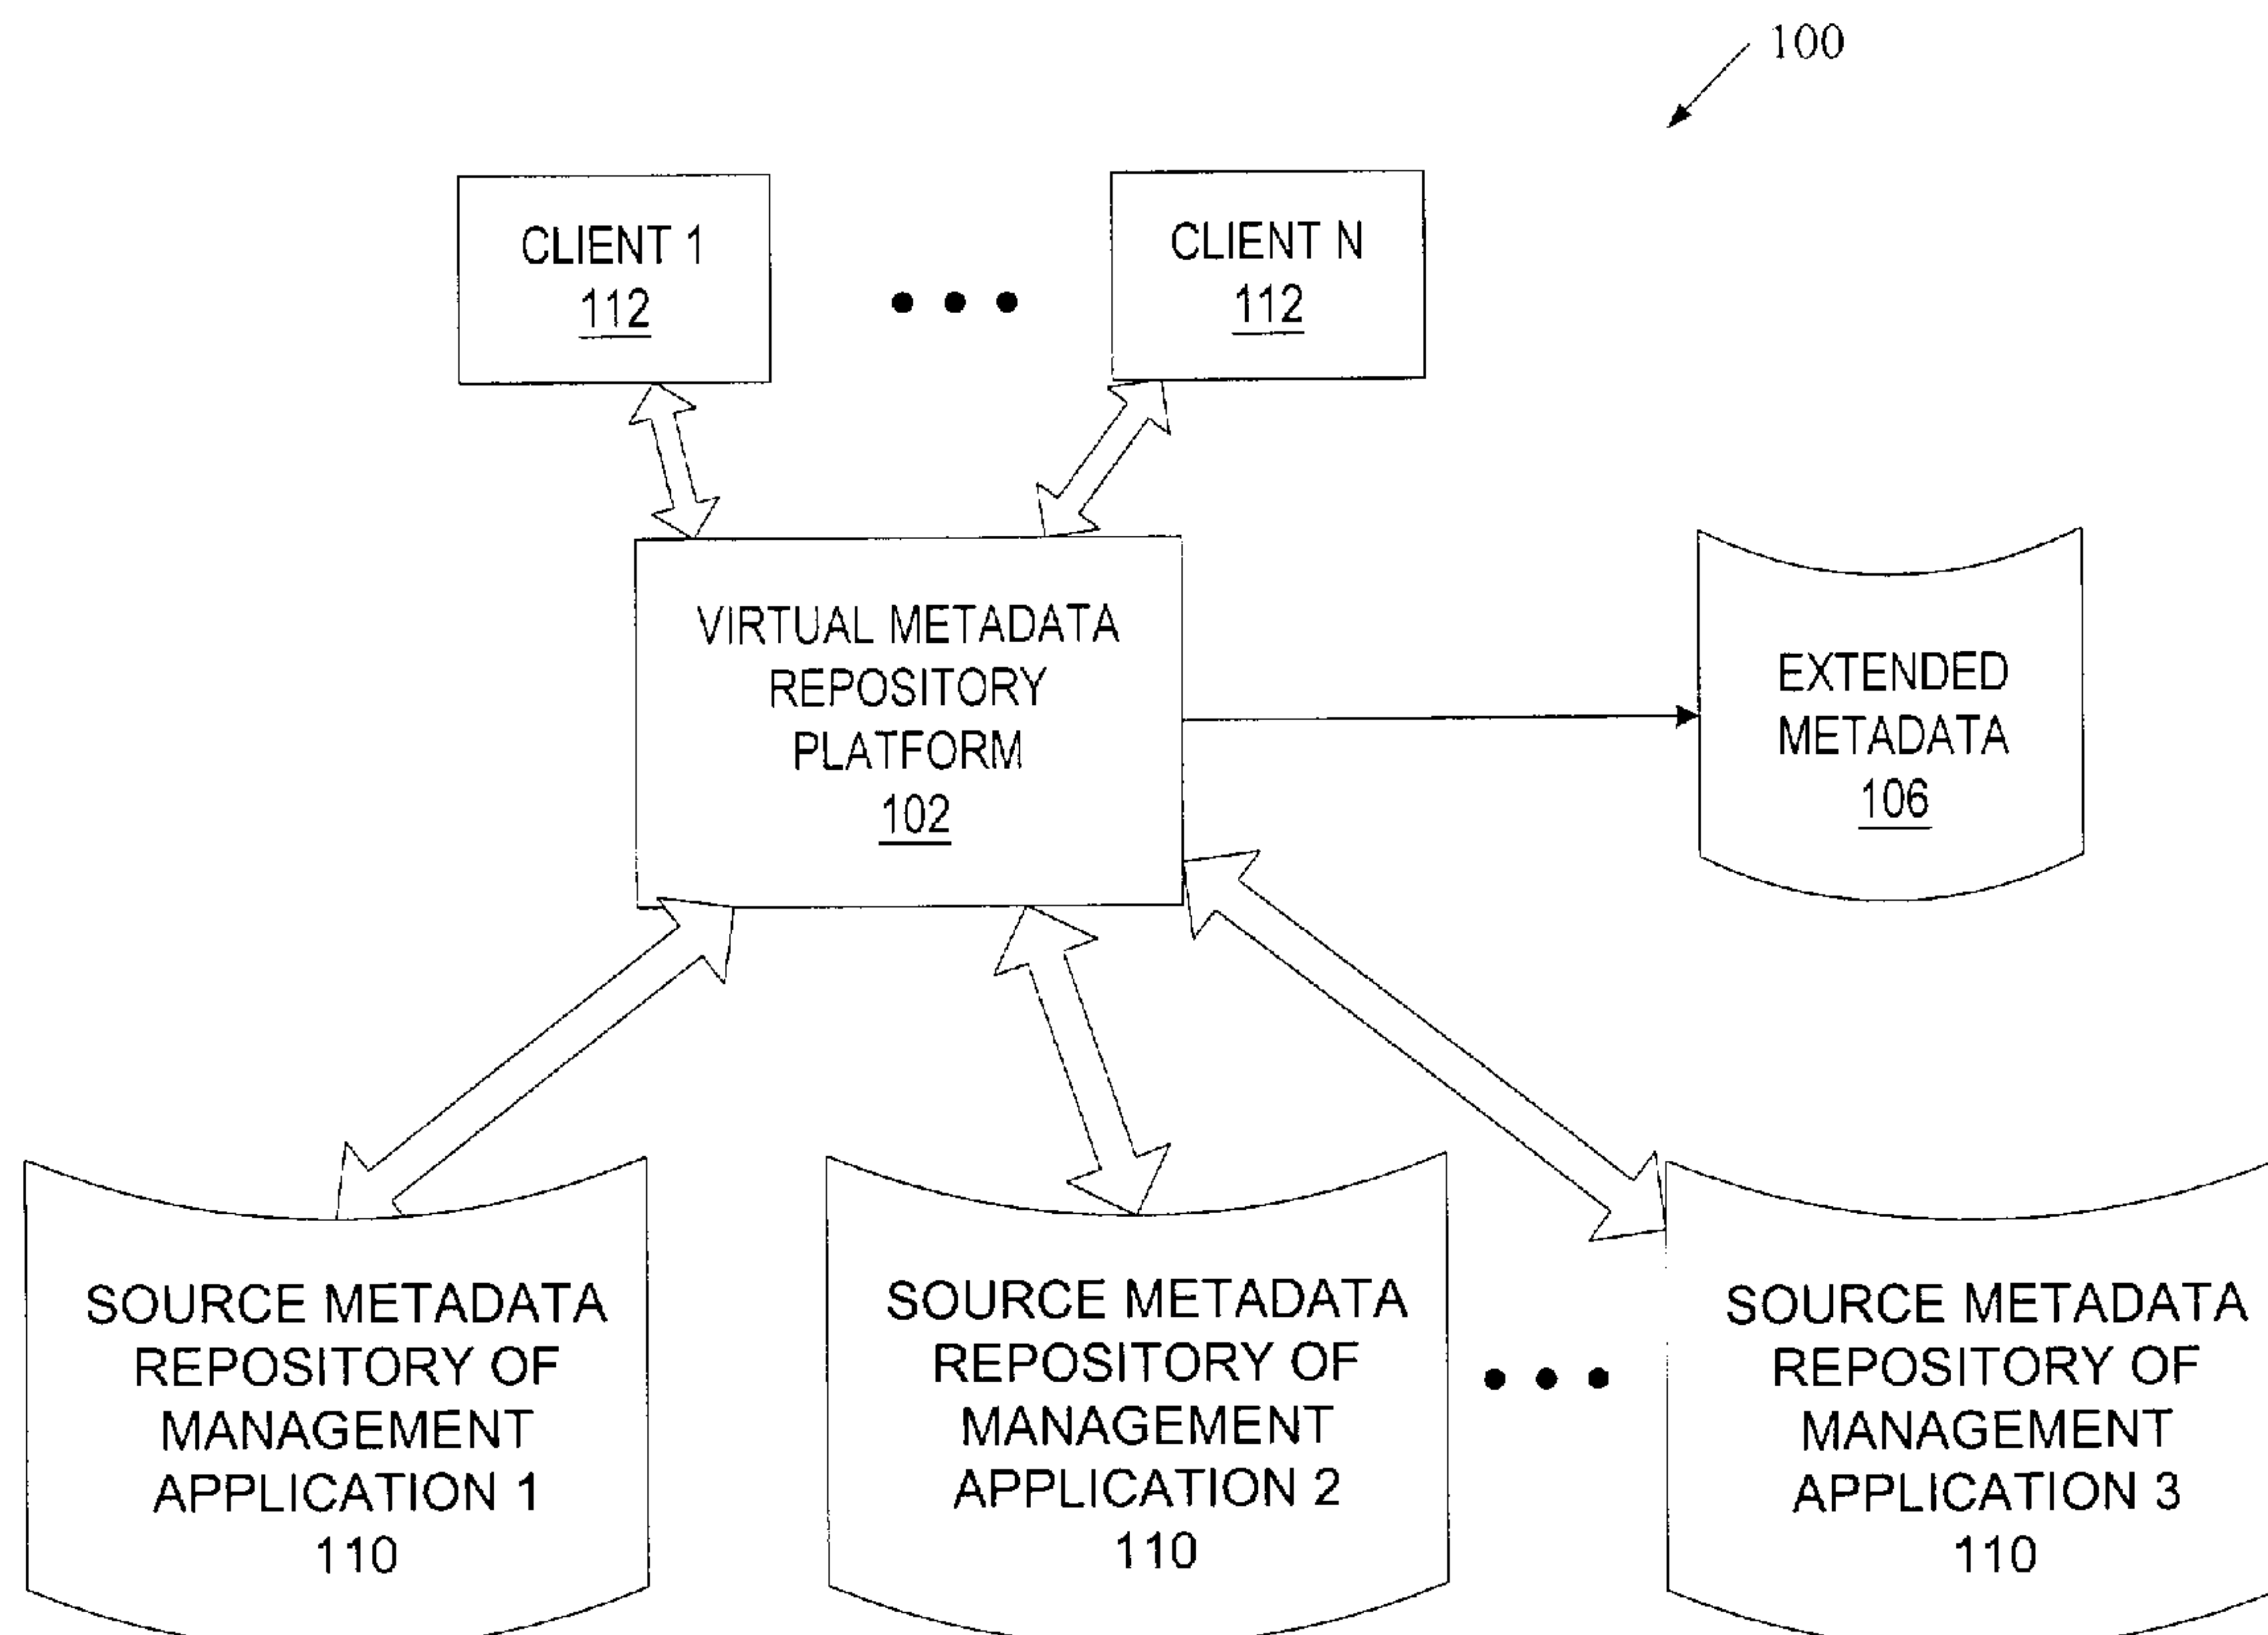 100
CLIENT 1
112
CLIENT N
112
VIRTUAL METADATA
REPOSITORY
PLATFORM
102
EXTENDED
METADATA
106
SOURCE METADATA
REPOSITORY OF
MANAGEMENT
APPLICATION 1
110
SOURCE METADATA
REPOSITORY OF
MANAGEMENT
APPLICATION 2
110
SOURCE METADATA
REPOSITORY OF
MANAGEMENT
APPLICATION 3
110